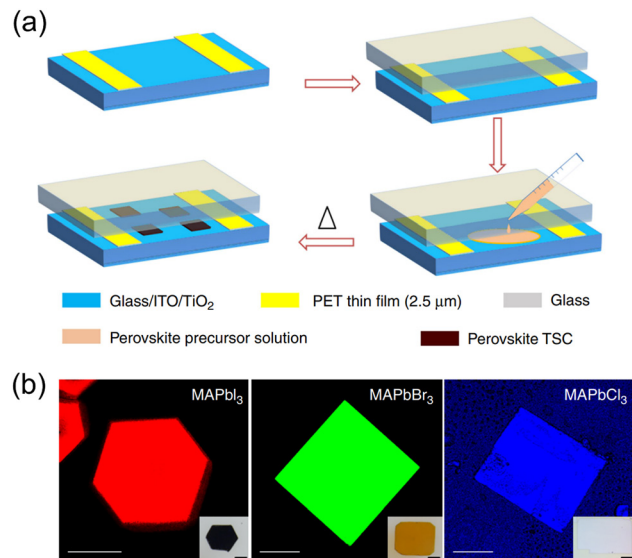 (a)
Δ
Glass/ITO/TiO₂
PET thin film (2.5 μm)
Glass
Perovskite precursor solution
Perovskite TSC
(b)
MAPbI₃
MAPbBr₃
MAPbCl₃